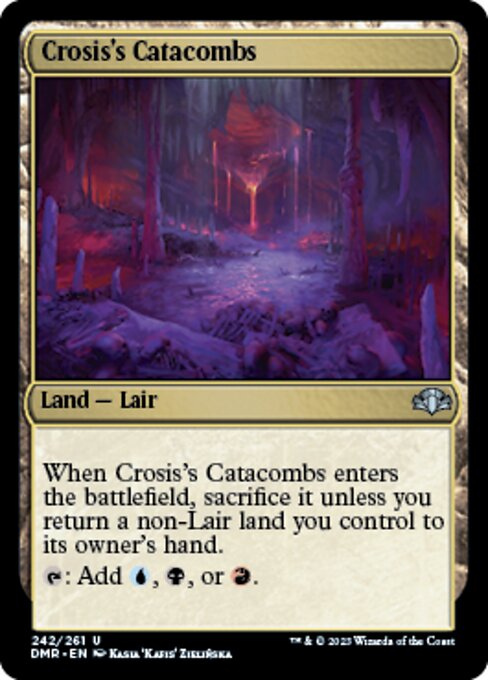 Crosis's Catacombs
Land — Lair
When Crosis's Catacombs enters
the battlefield, sacrifice it unless you
return a non-Lair land you control to
its owner's hand.
: Add , , or .
242/261 U
DMR • EN Kasia 'Kafis' Zielińska
™ & © 2023 Wizards of the Coast